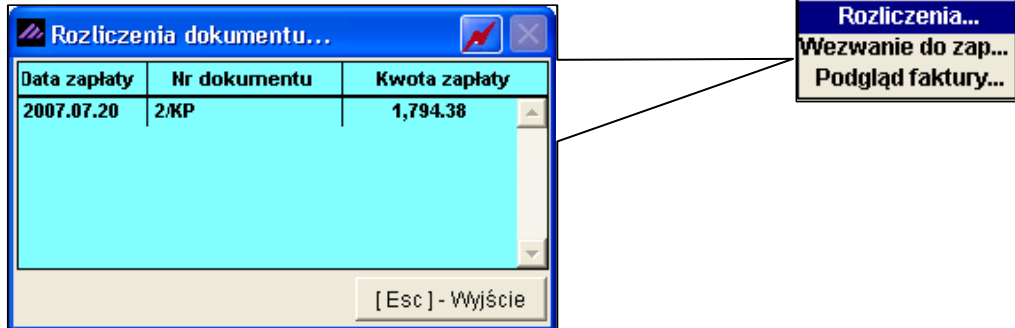 Rozliczenia dokumentu...
Data zapłaty Nr dokumentu Kwota zapłaty
2007.07.20 2/KP 1,794.38
[ Esc ] - Wyjście
Rozliczenia...
Wezwanie do zap...
Podgląd faktury...